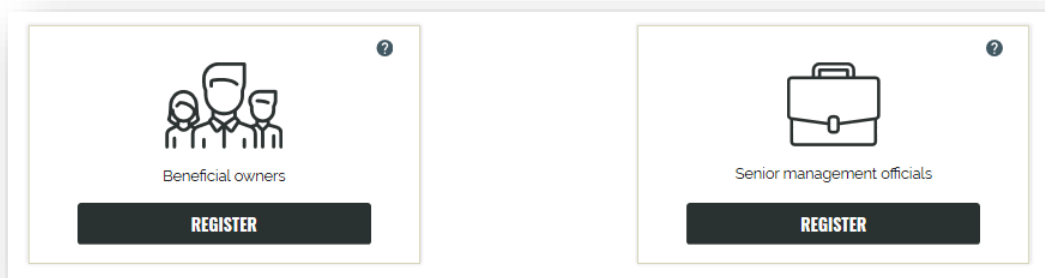 ?
Beneficial owners
REGISTER
?
Senior management officials
REGISTER